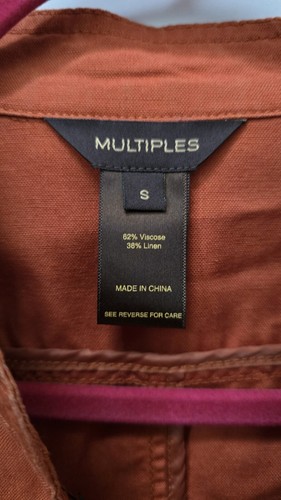 MULTIPLES
S
62% Viscose
38% Linen
MADE IN CHINA
SEE REVERSE FOR CARE